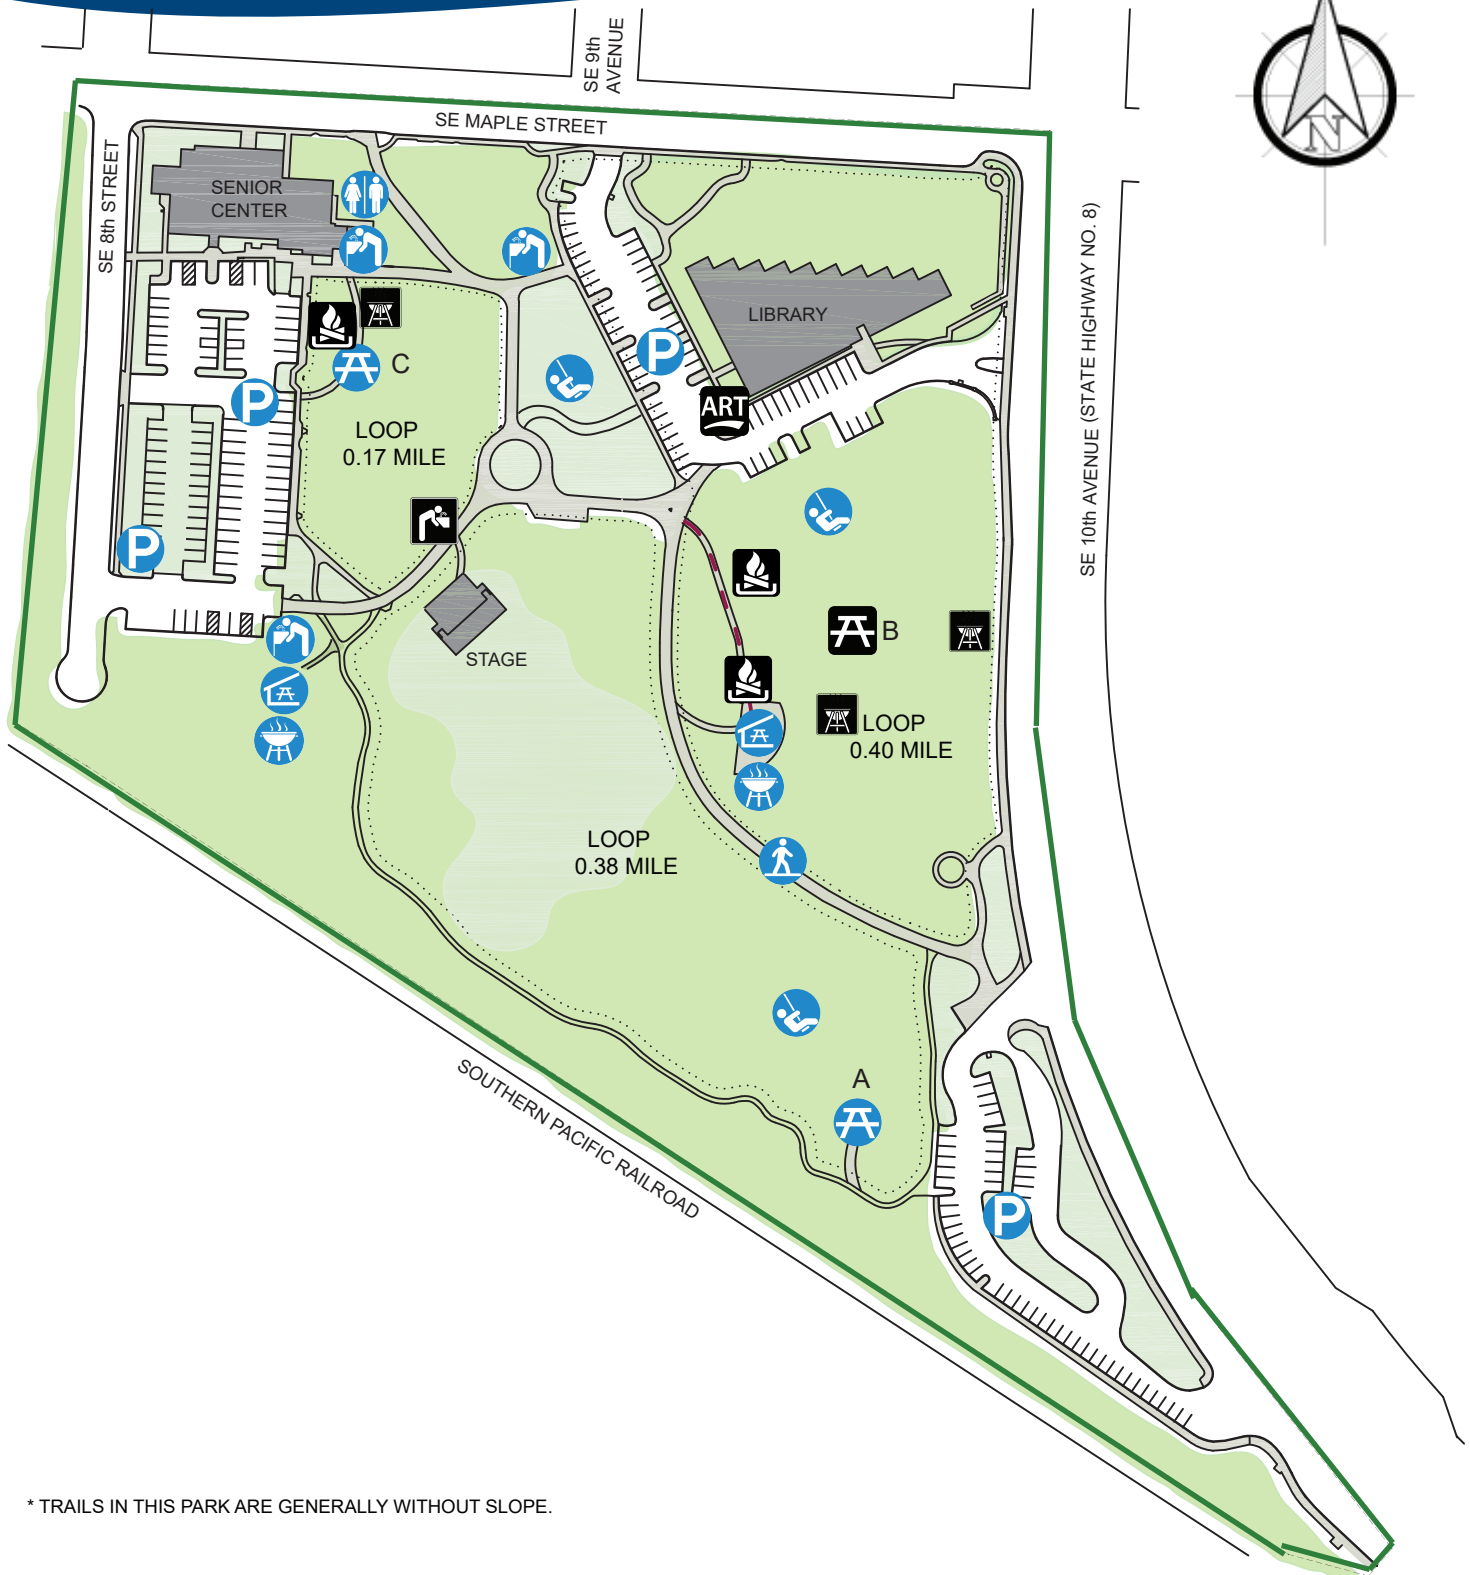 SE 9th
AVENUE
N
SE MAPLE STREET
SE 8th STREET
SENIOR
CENTER
LIBRARY
SE 10th AVENUE (STATE HIGHWAY NO. 8)
P
C
P
ART
LOOP
0.17 MILE
P
B
STAGE
LOOP
0.40 MILE
LOOP
0.38 MILE
A
SOUTHERN PACIFIC RAILROAD
P
* TRAILS IN THIS PARK ARE GENERALLY WITHOUT SLOPE.